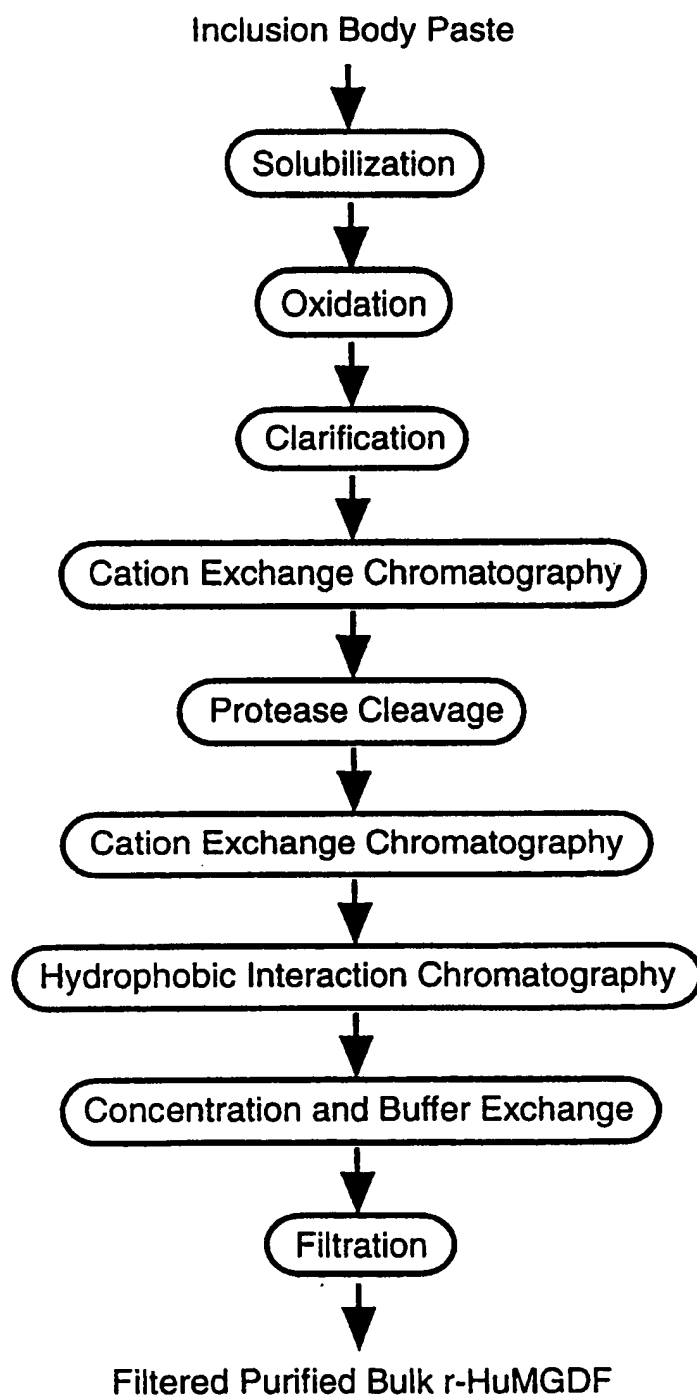 Inclusion Body Paste
Solubilization
Oxidation
Clarification
Cation Exchange Chromatography
Protease Cleavage
Cation Exchange Chromatography
Hydrophobic Interaction Chromatography
Concentration and Buffer Exchange
Filtration
Filtered Purified Bulk r-HuMGDF